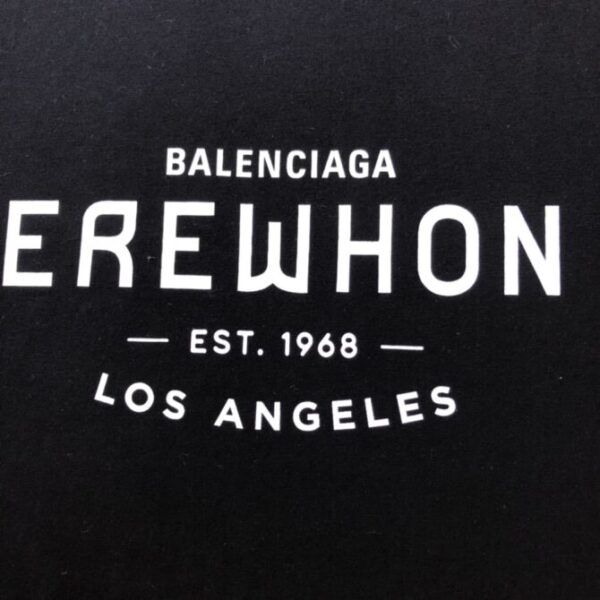 BALENCIAGA
EREWHON
— EST. 1968 —
LOS ANGELES